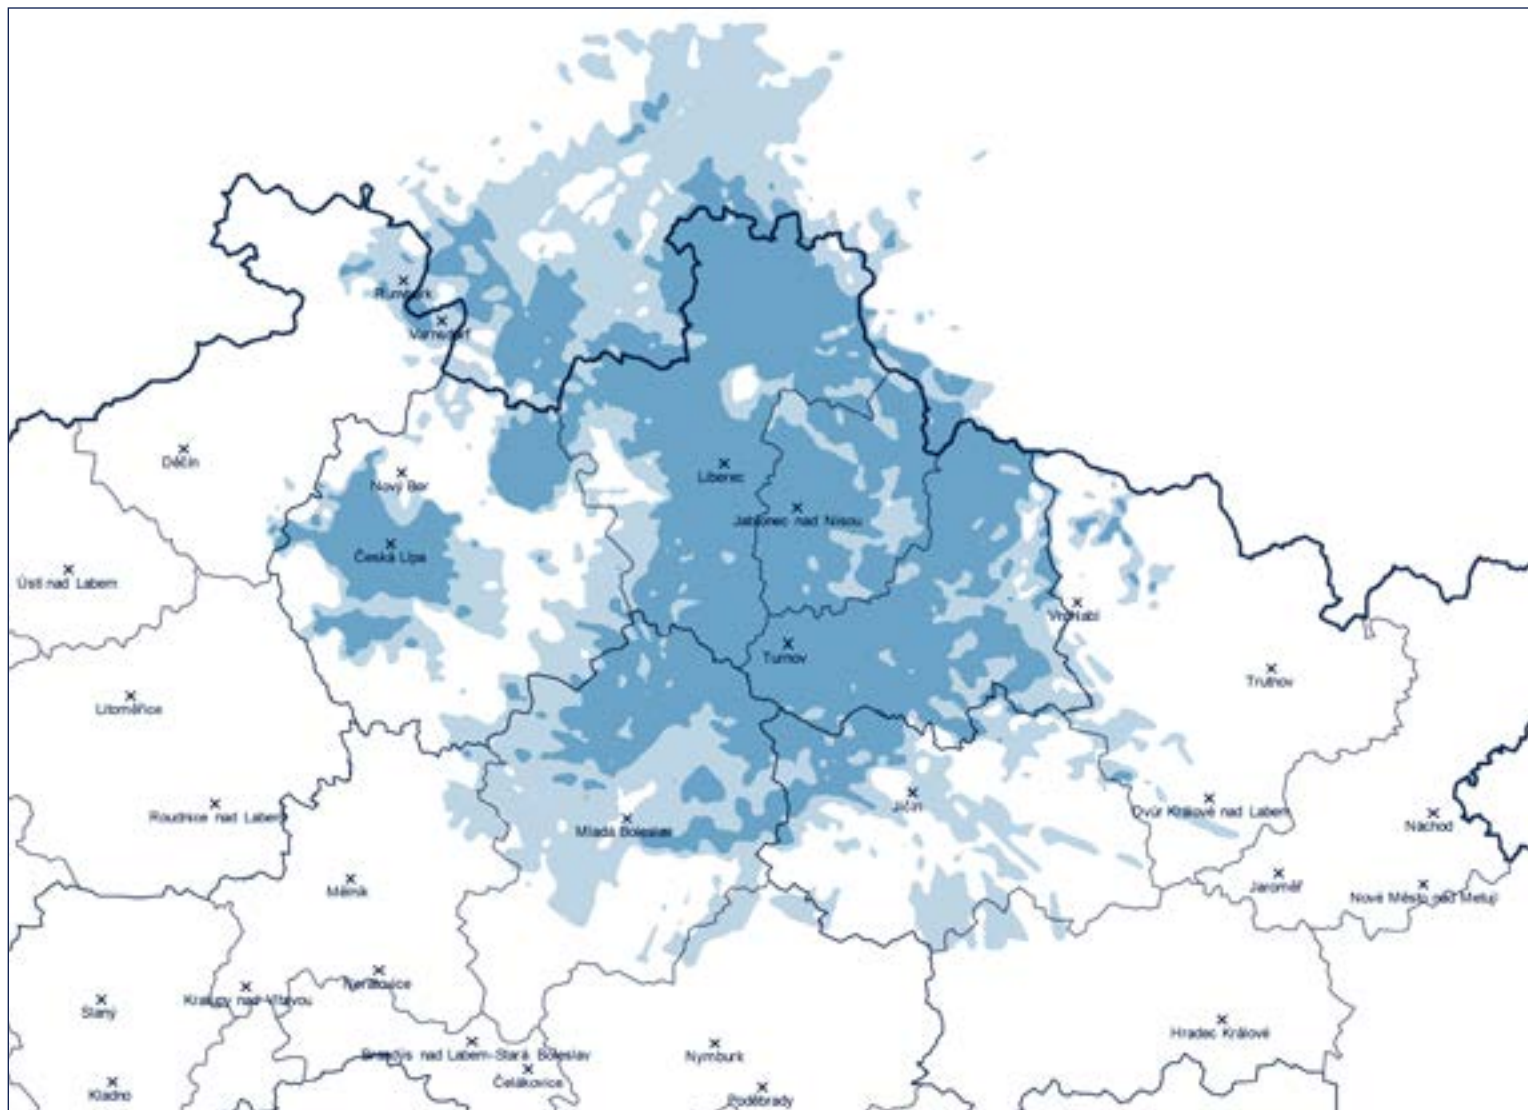 Rumburk
Varnsdorf
Děčín
Nový Bor
Liberec
Jablonec nad Nisou
Česká Lípa
Ústí nad Labem
Vrchlabí
Turnov
Trutnov
Litoměřice
Jičín
Dvůr Králové nad Labem
Roudnice nad Labem
Mladá Boleslav
Náchod
Mělník
Jaroměř
Nové Město nad Metují
Neratovice
Kralupy nad Vltavou
Slaný
Hradec Králové
Brandýs nad Labem-Stará Boleslav
Nymburk
Čelákovice
Kladno
Poděbrady